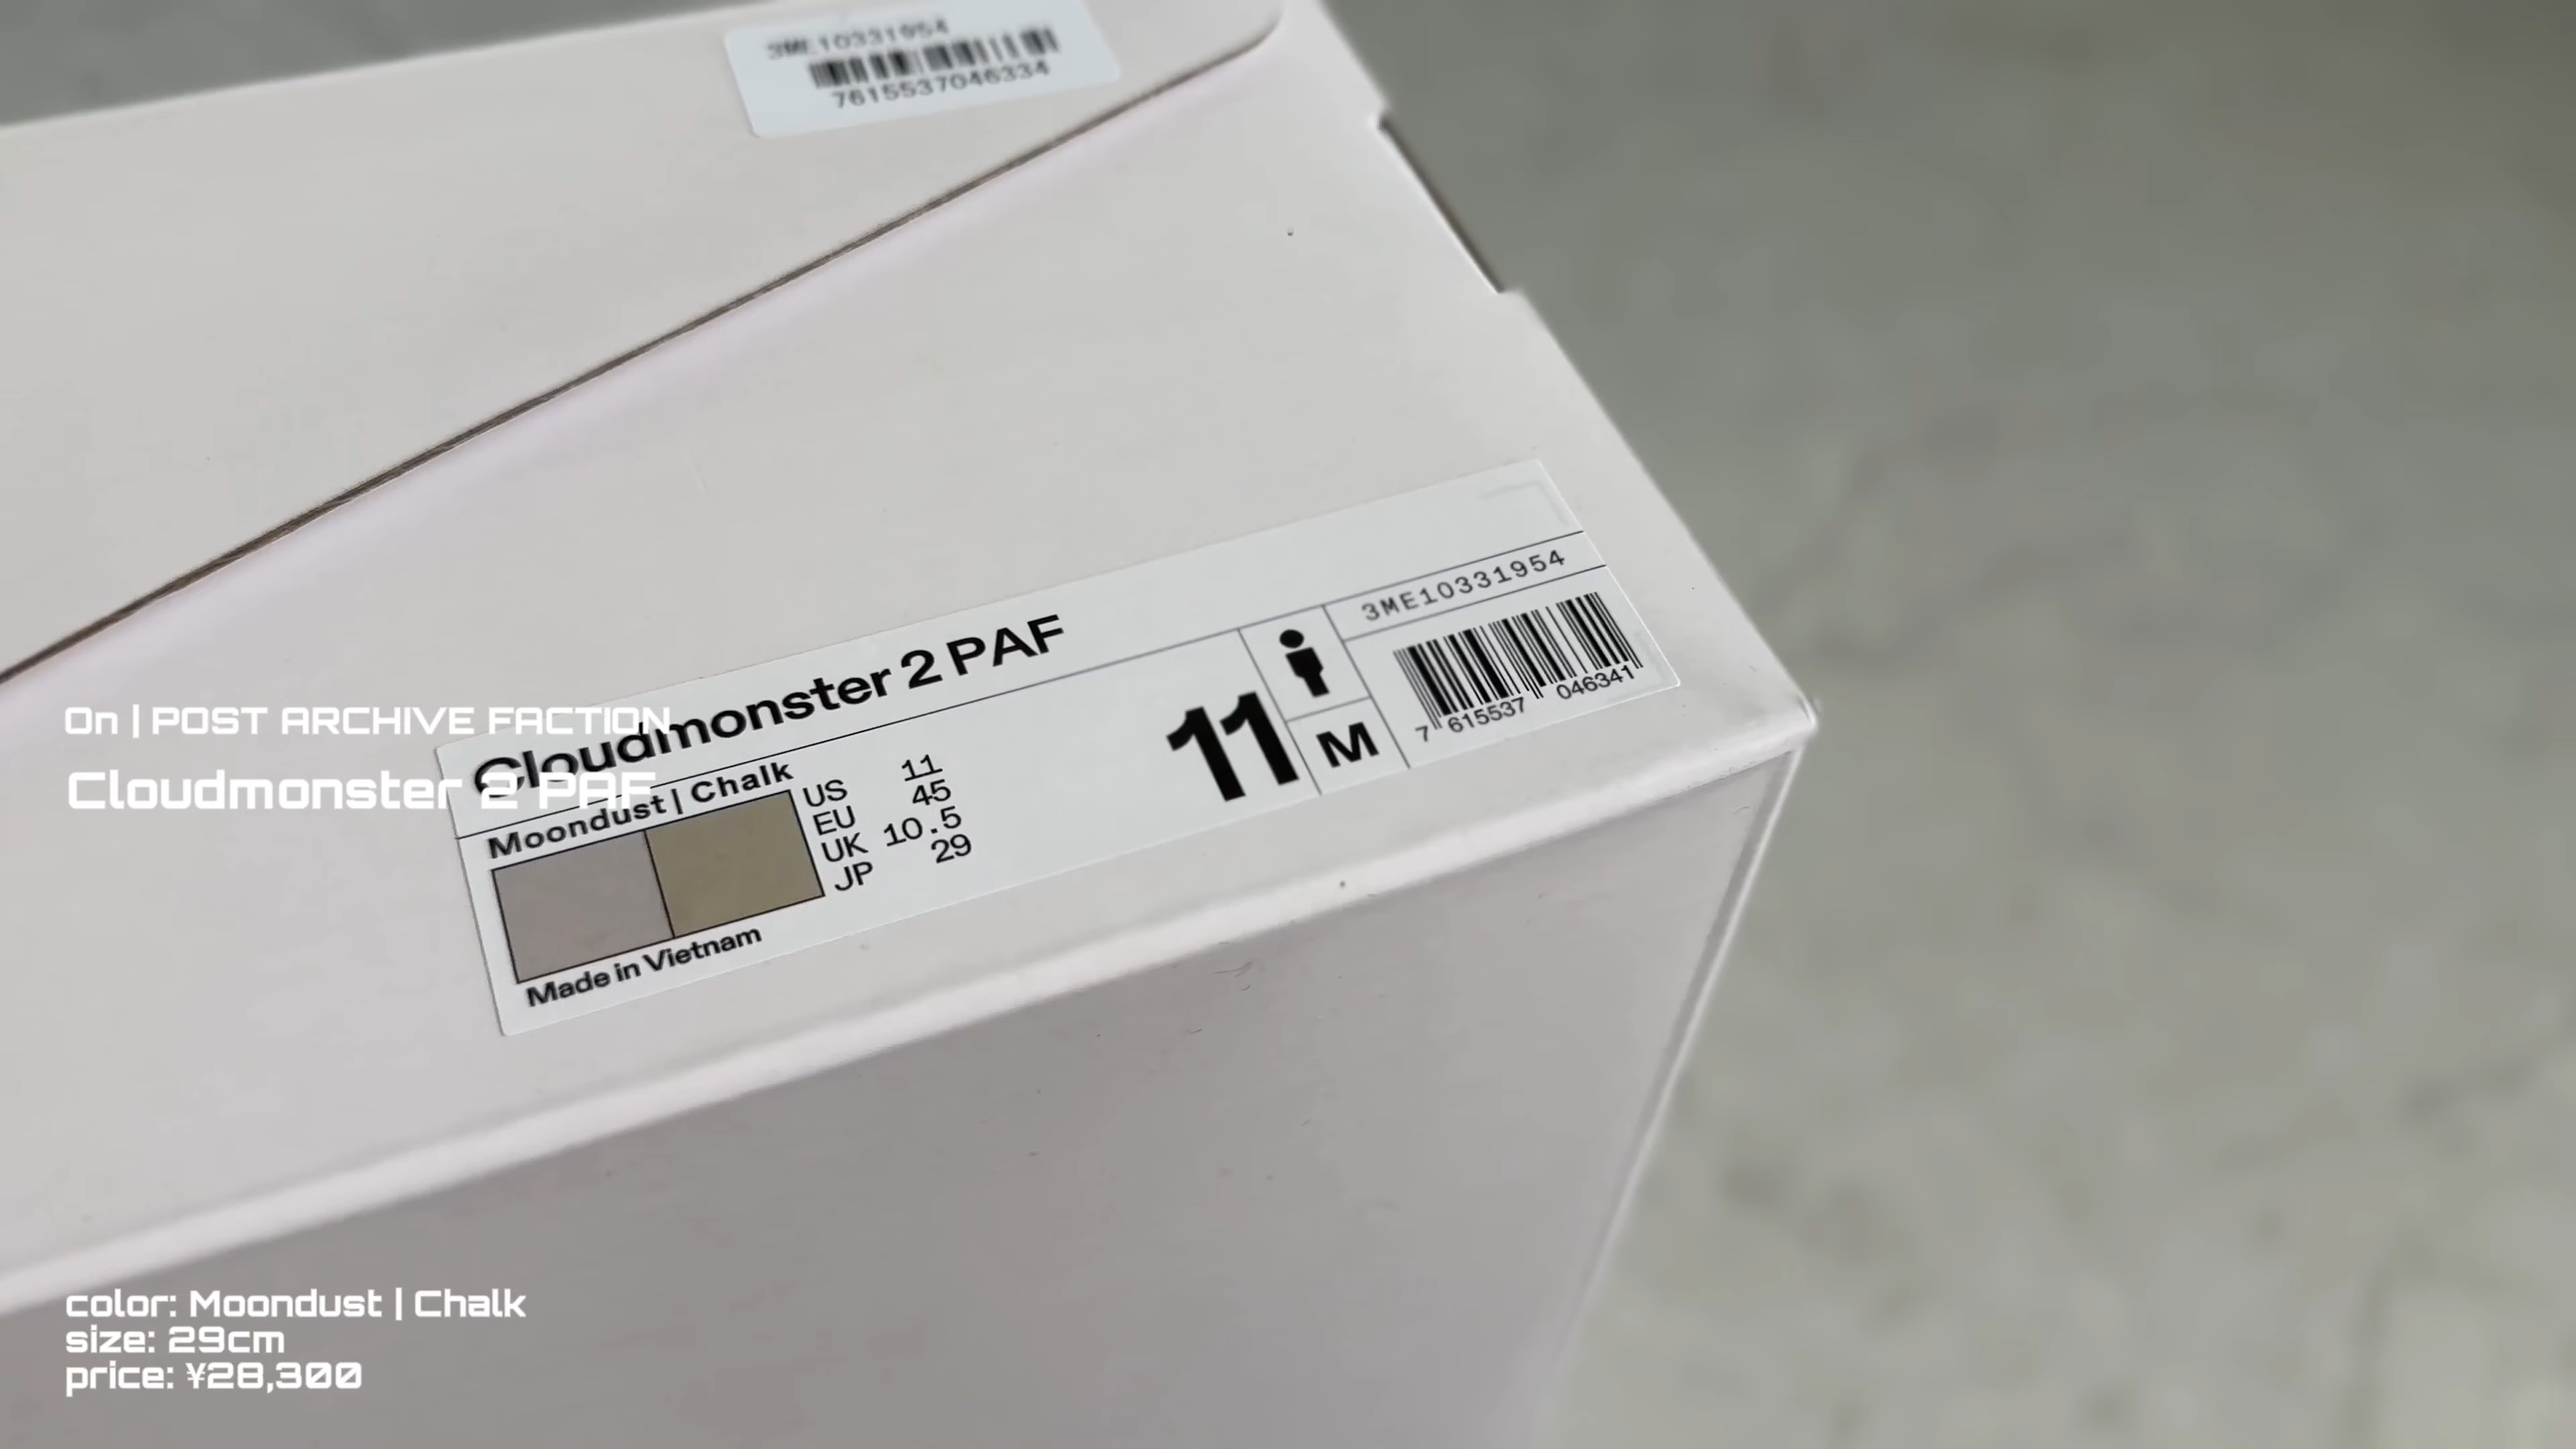 3ME10331954
7615537046334
Cloudmonster 2 PAF
Moondust | Chalk
US 11
EU 45
UK 10.5
JP 29
Made in Vietnam
11
M
3ME10331954
7 615537 046341
On | POST ARCHIVE FACTION
Cloudmonster 2 PAF
color: Moondust | Chalk
size: 29cm
price: ¥28,300